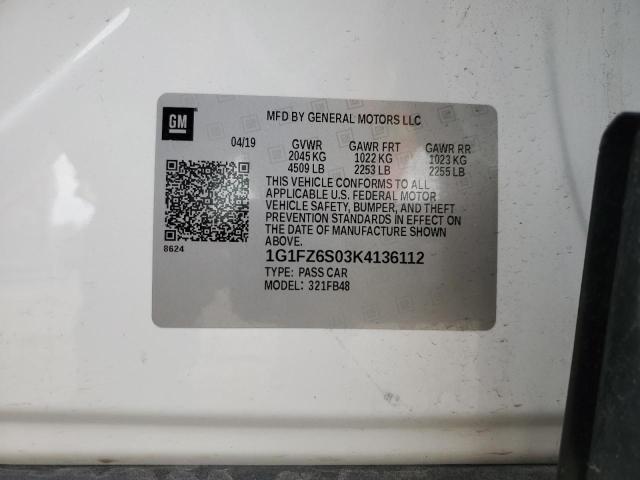 GM
MFD BY GENERAL MOTORS LLC
04/19 GVWR GAWR FRT GAWR RR
2045 KG 1022 KG 1023 KG
4509 LB 2253 LB 2255 LB
THIS VEHICLE CONFORMS TO ALL
APPLICABLE U.S. FEDERAL MOTOR
VEHICLE SAFETY, BUMPER, AND THEFT
PREVENTION STANDARDS IN EFFECT ON
THE DATE OF MANUFACTURE SHOWN
ABOVE.
8624
1G1FZ6S03K4136112
TYPE: PASS CAR
MODEL: 321FB48